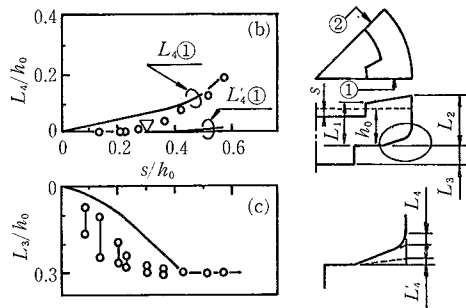 (b)
L₄/h₀
0.4
0.2
0
L₄①
L′₄①
0 0.2 0.4 0.6
s/h₀
(c)
L₃/h₀
0.3
②
①
s
L₁
h₀
L₂
L₃
L₄
L′₄